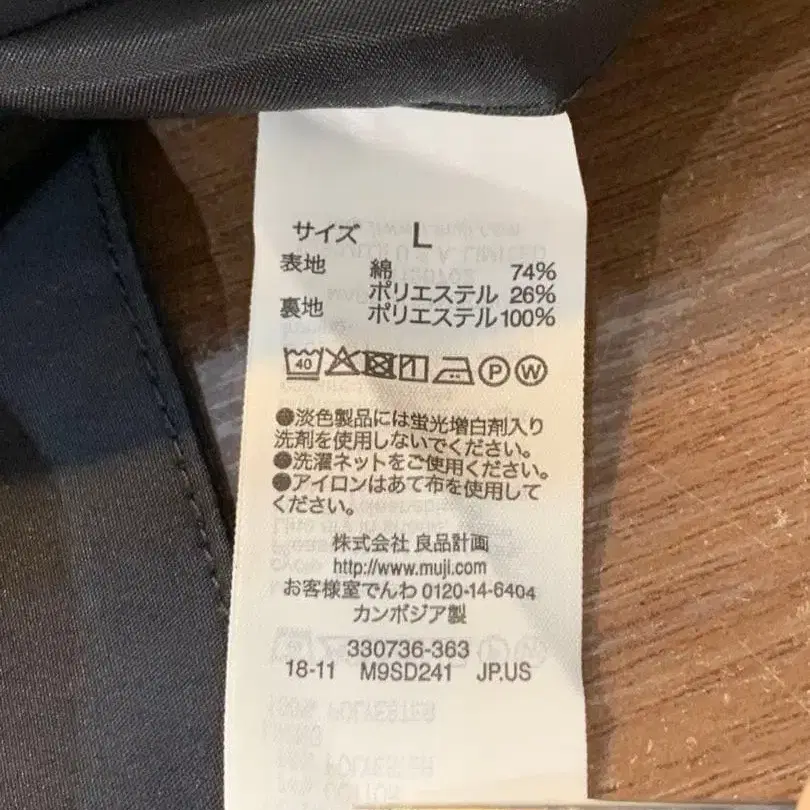 サイズ L
表地 綿 74%
ポリエステル 26%
裏地 ポリエステル 100%
40 P W
●淡色製品には蛍光増白剤入り
洗剤を使用しないでください。
●洗濯ネットをご使用ください。
●アイロンはあて布を使用して
ください。
株式会社 良品計画
http://www.muji.com
お客様室でんわ 0120-14-6404
カンボジア製
330736-363
18-11 M9SD241 JP.US